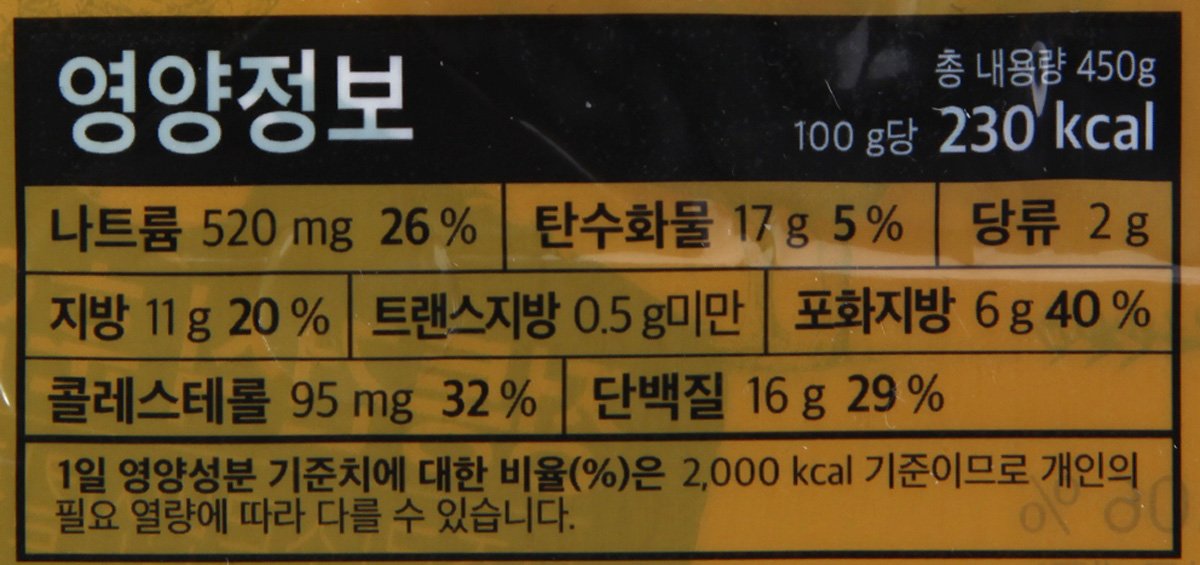 영양정보
총 내용량 450g
100 g당 230 kcal
나트륨 520 mg 26 % 탄수화물 17 g 5 % 당류 2 g
지방 11 g 20 % 트랜스지방 0.5 g미만 포화지방 6 g 40 %
콜레스테롤 95 mg 32 % 단백질 16 g 29 %
1일 영양성분 기준치에 대한 비율(%)은 2,000 kcal 기준이므로 개인의
필요 열량에 따라 다를 수 있습니다.